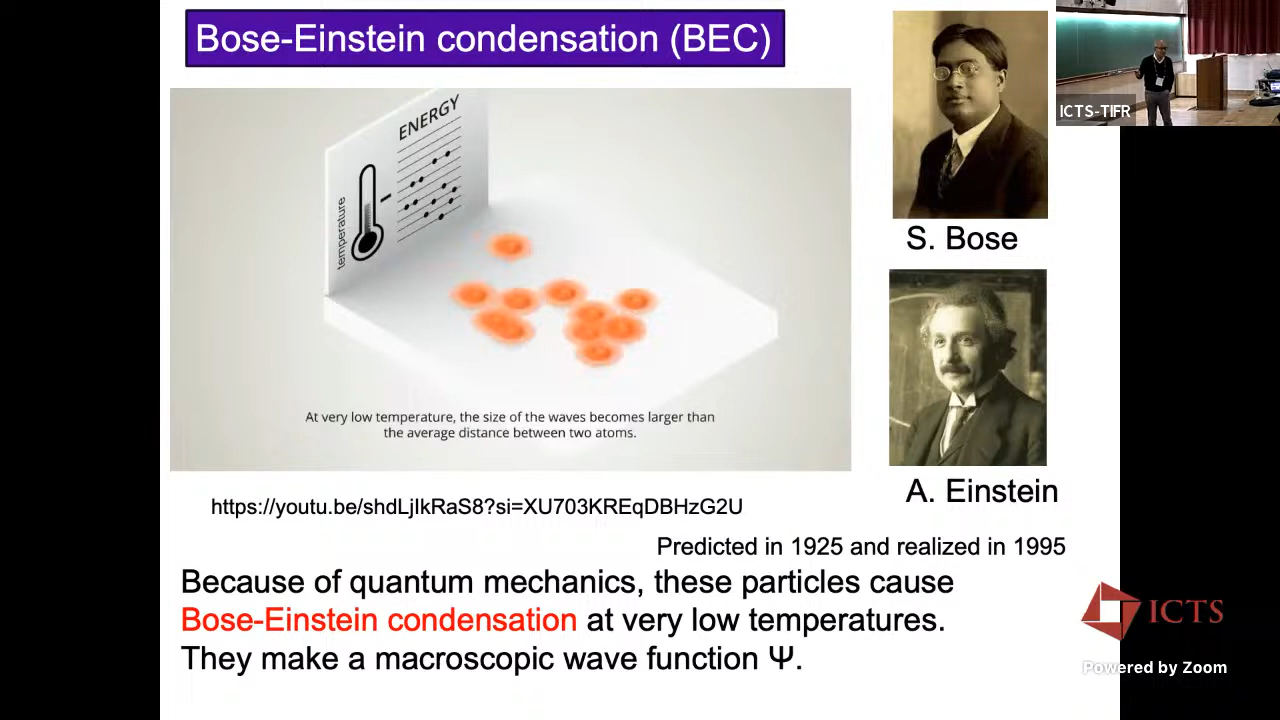 Bose-Einstein condensation (BEC)
ENERGY
temperature
At very low temperature, the size of the waves becomes larger than
the average distance between two atoms.
https://youtu.be/shdLjIkRaS8?si=XU703KREqDBHzG2U
S. Bose
A. Einstein
Predicted in 1925 and realized in 1995
Because of quantum mechanics, these particles cause
Bose-Einstein condensation at very low temperatures.
They make a macroscopic wave function Ψ.
ICTS-TIFR
ICTS
Powered by Zoom